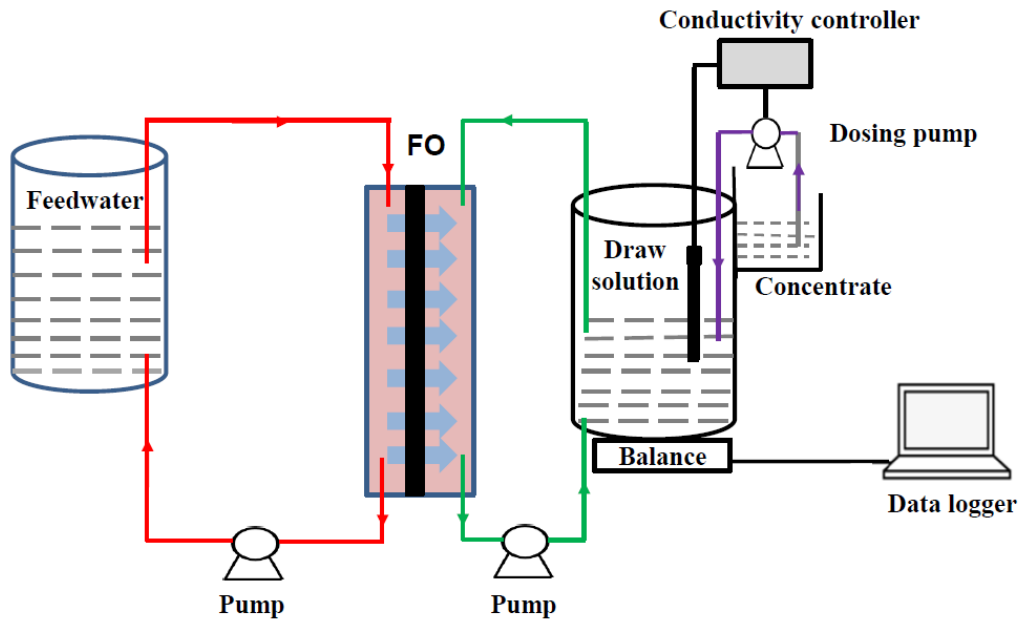 Conductivity controller
FO
Dosing pump
Feedwater
Draw
solution
Concentrate
Balance
Data logger
Pump
Pump